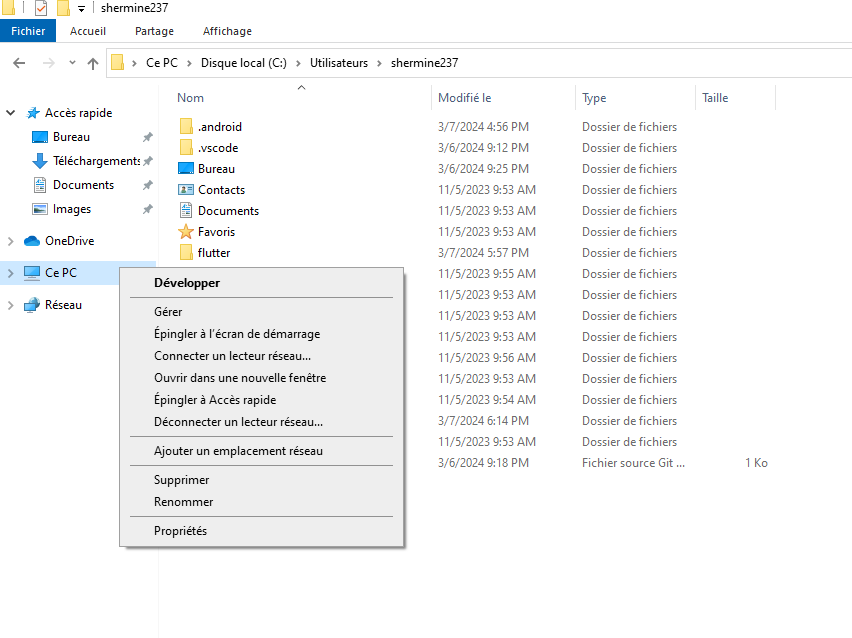 shermine237
Fichier Accueil Partage Affichage
Ce PC Disque local (C:) Utilisateurs shermine237
Nom Modifié le Type Taille
Accès rapide
Bureau
Téléchargements
Documents
Images
OneDrive
Ce PC
Réseau
.android 3/7/2024 4:56 PM Dossier de fichiers
.vscode 3/6/2024 9:12 PM Dossier de fichiers
Bureau 3/6/2024 9:25 PM Dossier de fichiers
Contacts 11/5/2023 9:53 AM Dossier de fichiers
Documents 11/5/2023 9:53 AM Dossier de fichiers
Favoris 11/5/2023 9:53 AM Dossier de fichiers
flutter 3/7/2024 5:57 PM Dossier de fichiers
11/5/2023 9:55 AM Dossier de fichiers
11/5/2023 9:53 AM Dossier de fichiers
11/5/2023 9:53 AM Dossier de fichiers
11/5/2023 9:53 AM Dossier de fichiers
11/5/2023 9:56 AM Dossier de fichiers
11/5/2023 9:53 AM Dossier de fichiers
11/5/2023 9:54 AM Dossier de fichiers
3/7/2024 6:14 PM Dossier de fichiers
11/5/2023 9:53 AM Dossier de fichiers
3/6/2024 9:18 PM Fichier source Git ... 1 Ko
Développer
Gérer
Épingler à l’écran de démarrage
Connecter un lecteur réseau...
Ouvrir dans une nouvelle fenêtre
Épingler à Accès rapide
Déconnecter un lecteur réseau...
Ajouter un emplacement réseau
Supprimer
Renommer
Propriétés